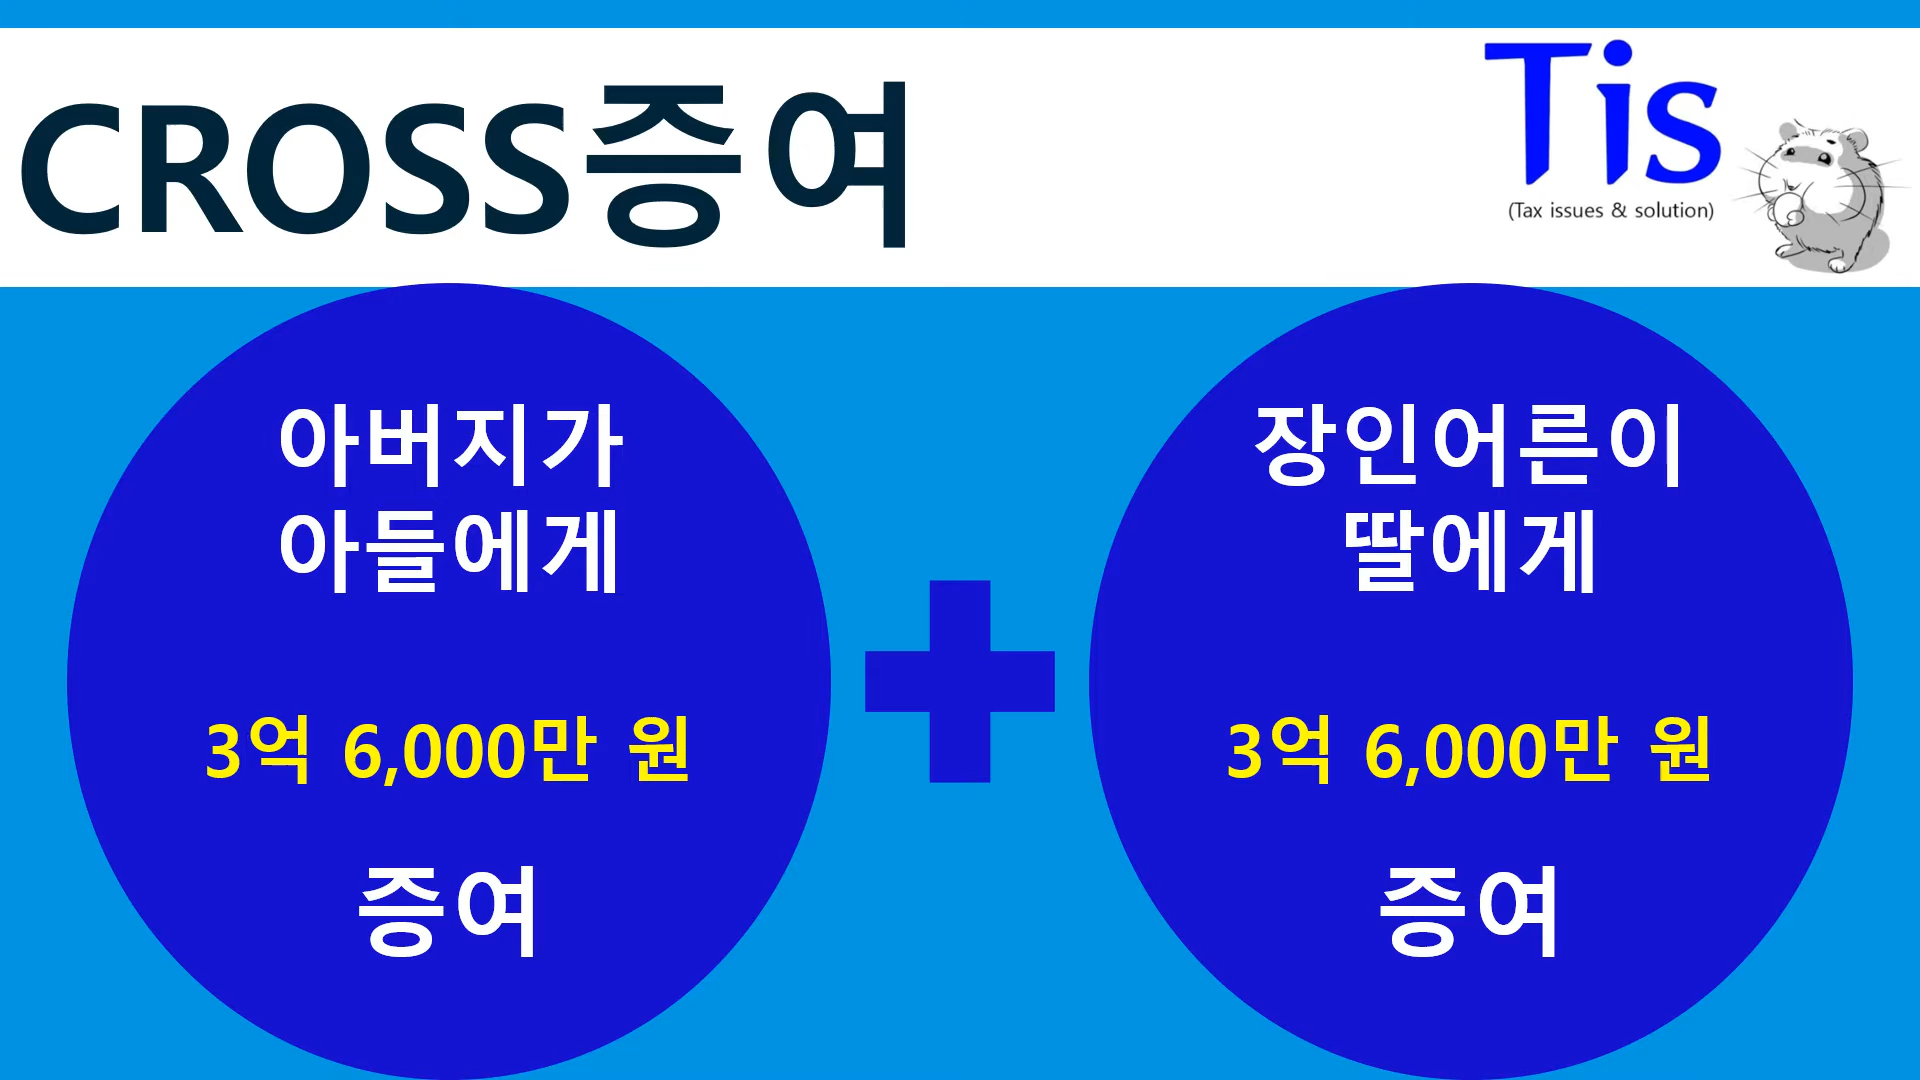 CROSS증여
Tis
(Tax issues & solution)
아버지가
아들에게
3억 6,000만 원
증여
장인어른이
딸에게
3억 6,000만 원
증여